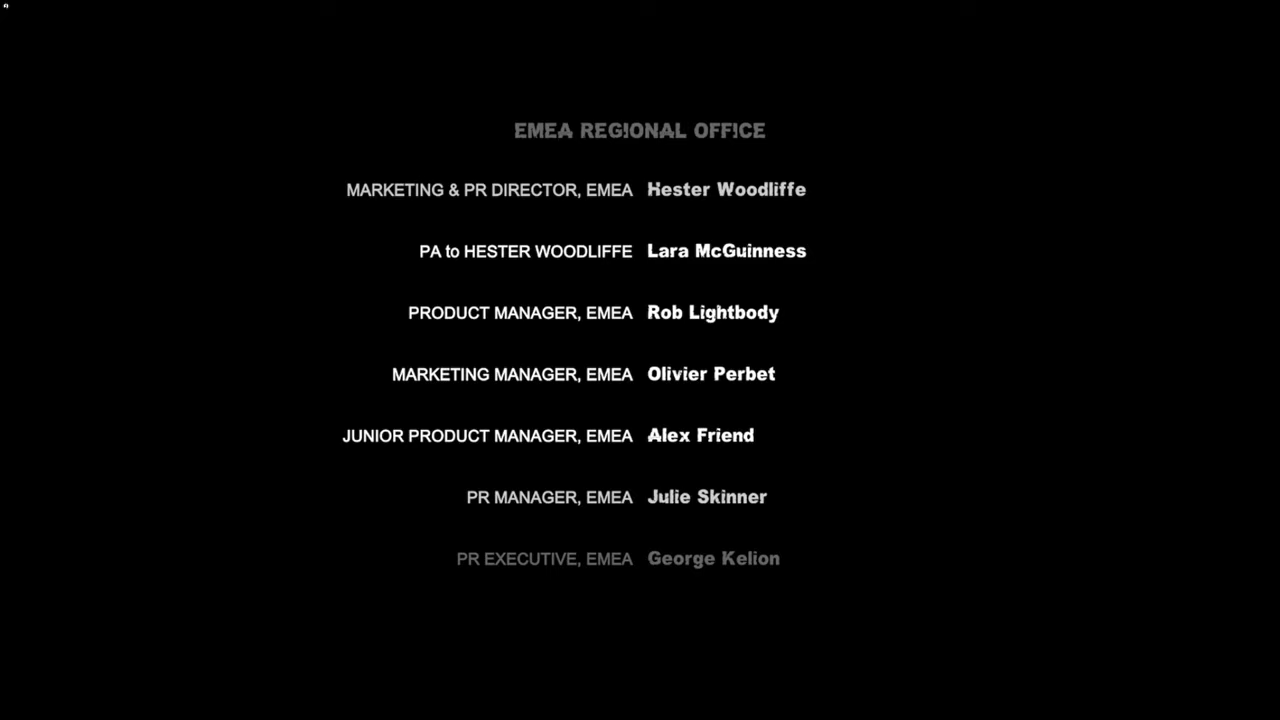 EMEA REGIONAL OFFICE
MARKETING & PR DIRECTOR, EMEA Hester Woodliffe
PA to HESTER WOODLIFFE Lara McGuinness
PRODUCT MANAGER, EMEA Rob Lightbody
MARKETING MANAGER, EMEA Olivier Perbet
JUNIOR PRODUCT MANAGER, EMEA Alex Friend
PR MANAGER, EMEA Julie Skinner
PR EXECUTIVE, EMEA George Kelion